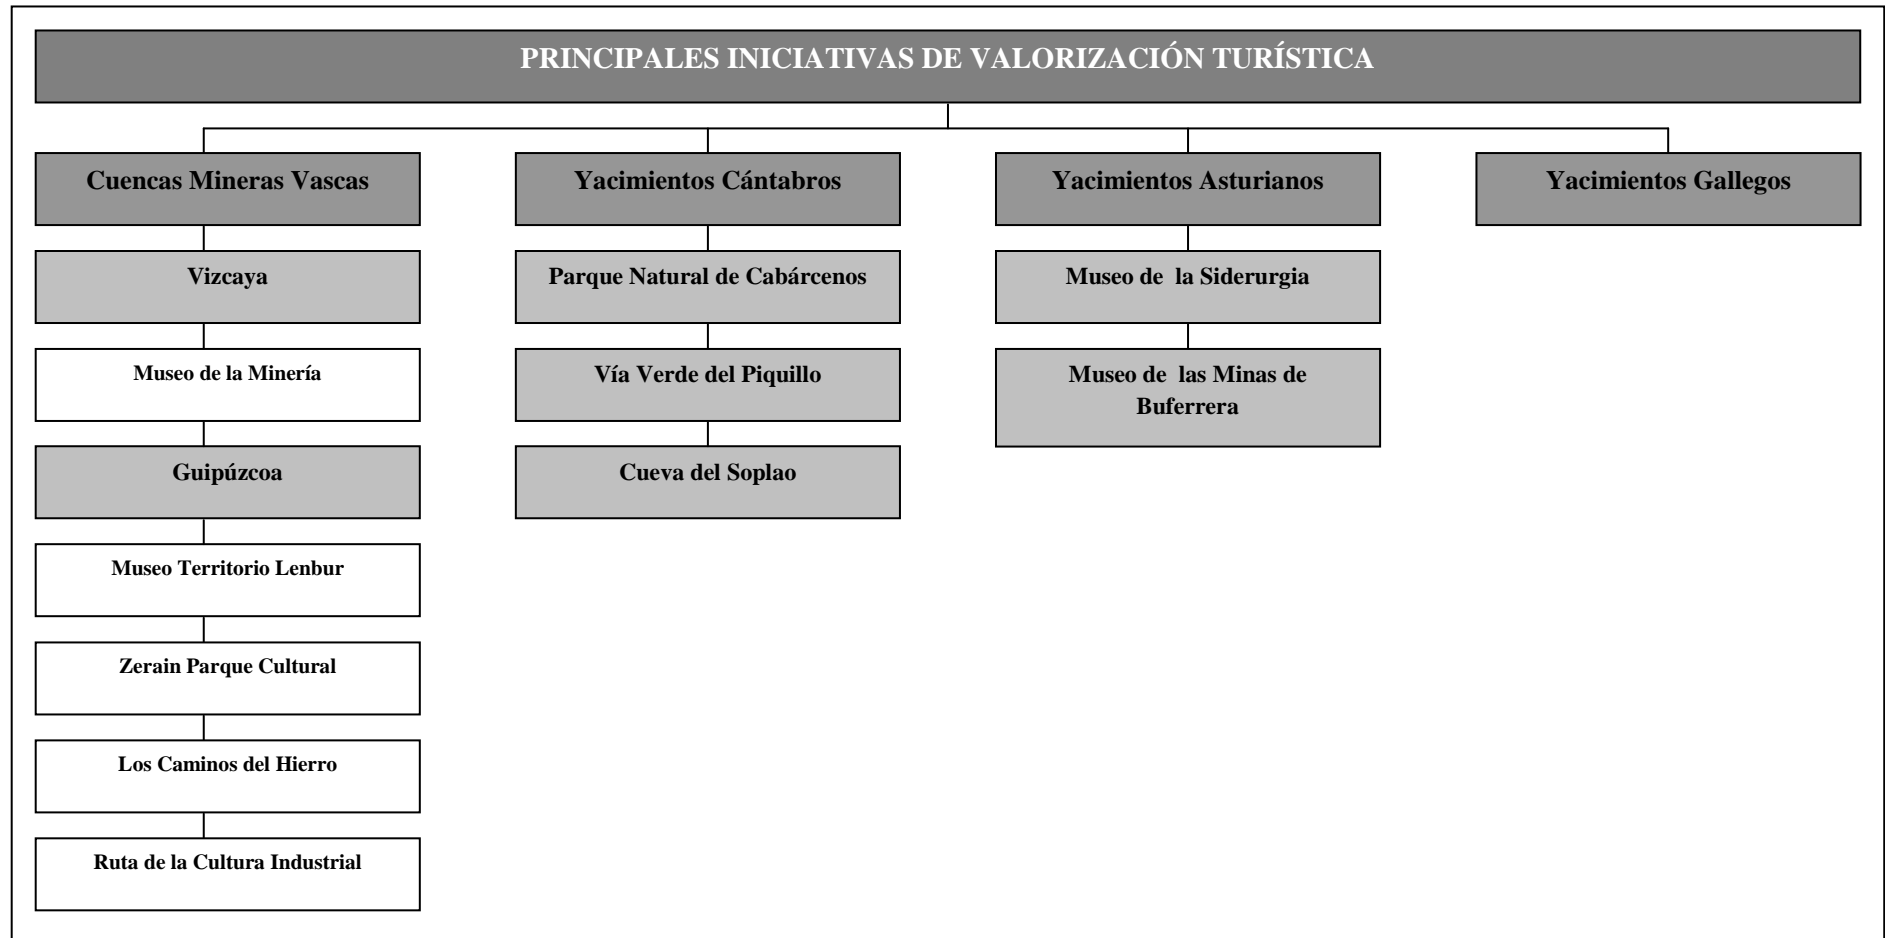 PRINCIPALES INICIATIVAS DE VALORIZACIÓN TURÍSTICA
Cuencas Mineras Vascas
Vizcaya
Museo de la Minería
Guipúzcoa
Museo Territorio Lenbur
Zerain Parque Cultural
Los Caminos del Hierro
Ruta de la Cultura Industrial
Yacimientos Cántabros
Parque Natural de Cabárcenos
Vía Verde del Piquillo
Cueva del Soplao
Yacimientos Asturianos
Museo de la Siderurgia
Museo de las Minas de
Buferrera
Yacimientos Gallegos